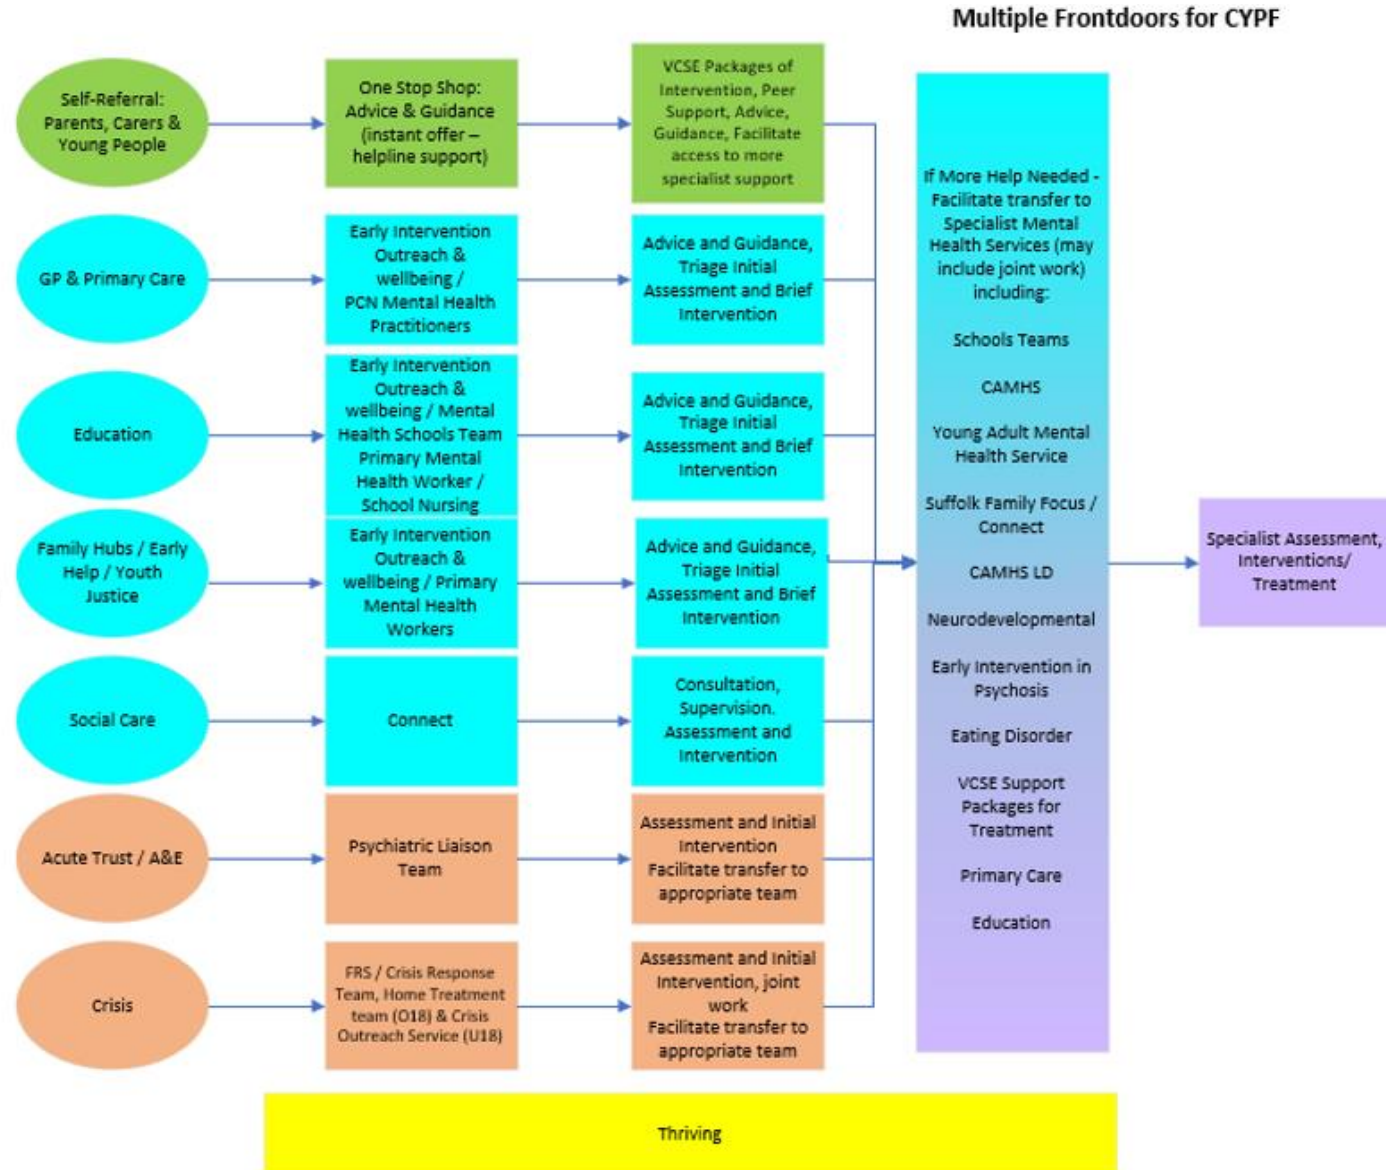 Multiple Frontdoors for CYPF
Self-Referral:
Parents, Carers &
Young People
One Stop Shop:
Advice & Guidance
(instant offer –
helpline support)
VCSE Packages of
Intervention, Peer
Support, Advice,
Guidance, Facilitate
access to more
specialist support
GP & Primary Care
Early Intervention
Outreach &
wellbeing /
PCN Mental Health
Practitioners
Advice and Guidance,
Triage Initial
Assessment and Brief
Intervention
Education
Early Intervention
Outreach &
wellbeing / Mental
Health Schools Team
Primary Mental
Health Worker /
School Nursing
Advice and Guidance,
Triage Initial
Assessment and Brief
Intervention
Family Hubs / Early
Help / Youth
Justice
Early Intervention
Outreach &
wellbeing / Primary
Mental Health
Workers
Advice and Guidance,
Triage Initial
Assessment and Brief
Intervention
Social Care
Connect
Consultation,
Supervision.
Assessment and
Intervention
Acute Trust / A&E
Psychiatric Liaison
Team
Assessment and Initial
Intervention
Facilitate transfer to
appropriate team
Crisis
FRS / Crisis Response
Team, Home Treatment
team (O18) & Crisis
Outreach Service (U18)
Assessment and Initial
Intervention, joint
work
Facilitate transfer to
appropriate team
If More Help Needed -
Facilitate transfer to
Specialist Mental
Health Services (may
include joint work)
including:
Schools Teams
CAMHS
Young Adult Mental
Health Service
Suffolk Family Focus /
Connect
CAMHS LD
Neurodevelopmental
Early Intervention in
Psychosis
Eating Disorder
VCSE Support
Packages for
Treatment
Primary Care
Education
Specialist Assessment,
Interventions/
Treatment
Thriving